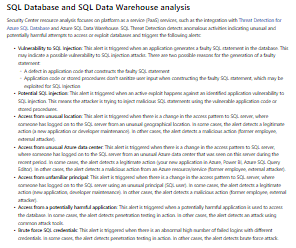 SQL Database and SQL Data Warehouse analysis
Security Center resource analysis focuses on platform as a service (PaaS) services, such as the integration with Threat Detection for
Azure SQL Database and Azure SQL Data Warehouse. SQL Threat Detection detects anomalous activities indicating unusual and
potentially harmful attempts to access or exploit databases and triggers the following alerts:
• Vulnerability to SQL Injection: This alert is triggered when an application generates a faulty SQL statement in the database. This
may indicate a possible vulnerability to SQL injection attacks. There are two possible reasons for the generation of a faulty
statement:
◦ A defect in application code that constructs the faulty SQL statement
◦ Application code or stored procedures don't sanitize user input when constructing the faulty SQL statement, which may be
exploited for SQL Injection
• Potential SQL injection: This alert is triggered when an active exploit happens against an identified application vulnerability to SQL
injection. This means the attacker is trying to inject malicious SQL statements using the vulnerable application code or
stored procedures.
• Access from unusual location: This alert is triggered when there is a change in the access pattern to SQL server, where
someone has logged on to the SQL server from an unusual geographical location. In some cases, the alert detects a legitimate
action (a new application or developer maintenance). In other cases, the alert detects a malicious action (former employee,
external attacker).
• Access from unusual Azure data center: This alert is triggered when there is a change in the access pattern to SQL server,
where someone has logged on to the SQL server from an unusual Azure data center that was seen on this server during the
recent period. In some cases, the alert detects a legitimate action (your new application in Azure, Power BI, Azure SQL Query
Editor). In other cases, the alert detects a malicious action from an Azure resource/service (former employee, external attacker).
• Access from unfamiliar principal: This alert is triggered when there is a change in the access pattern to SQL server, where
someone has logged on to the SQL server using an unusual principal (SQL user). In some cases, the alert detects a legitimate
action (new application, developer maintenance). In other cases, the alert detects a malicious action (former employee, external
attacker).
• Access from a potentially harmful application: This alert is triggered when a potentially harmful application is used to access
the database. In some cases, the alert detects penetration testing in action. In other cases, the alert detects an attack using
common attack tools.
• Brute force SQL credentials: This alert is triggered when there is an abnormal high number of failed logins with different
credentials. In some cases, the alert detects penetration testing in action. In other cases, the alert detects brute force attack.